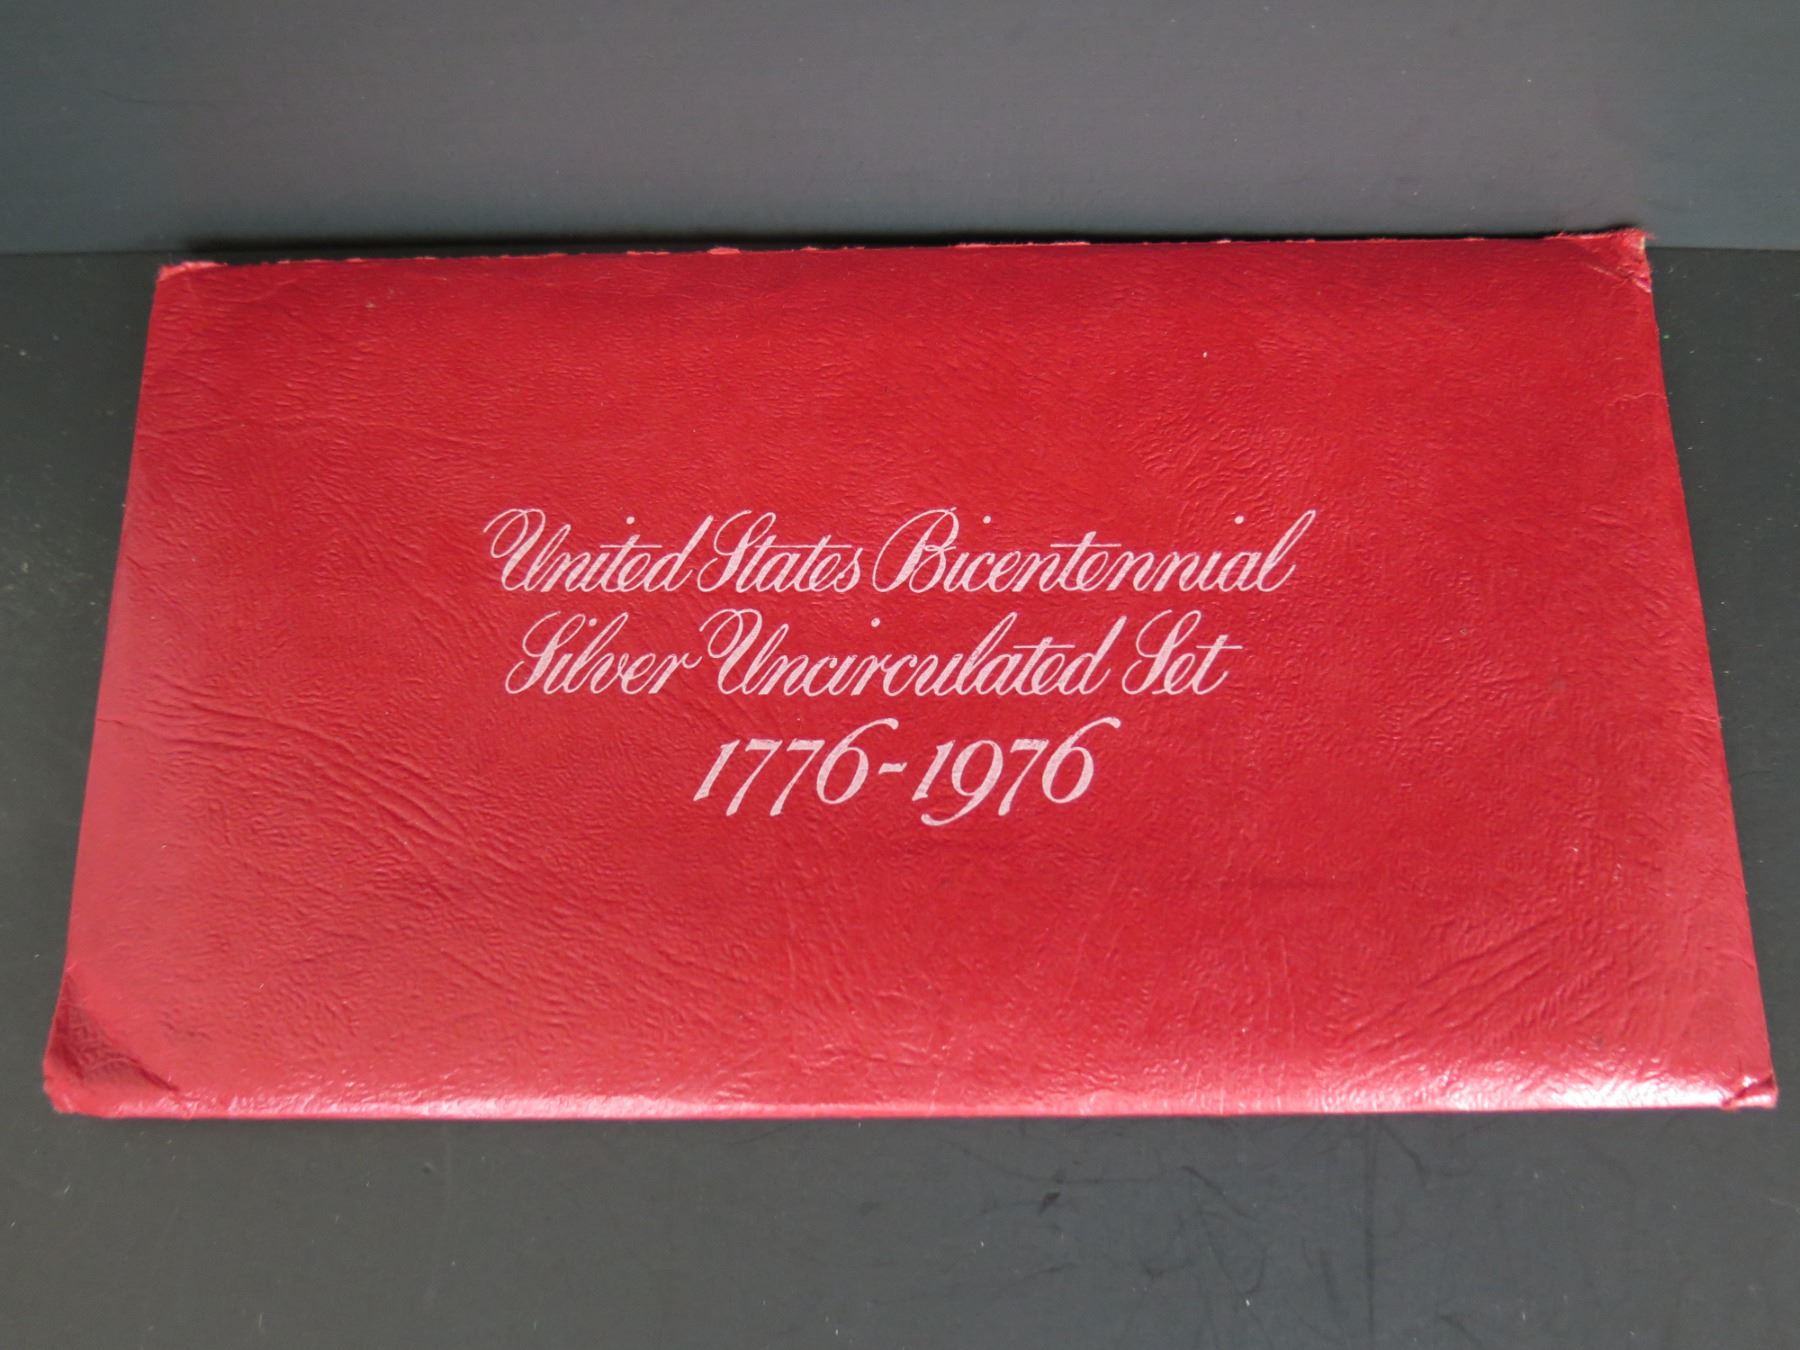 United States Bicentennial
Silver Uncirculated Set
1776-1976